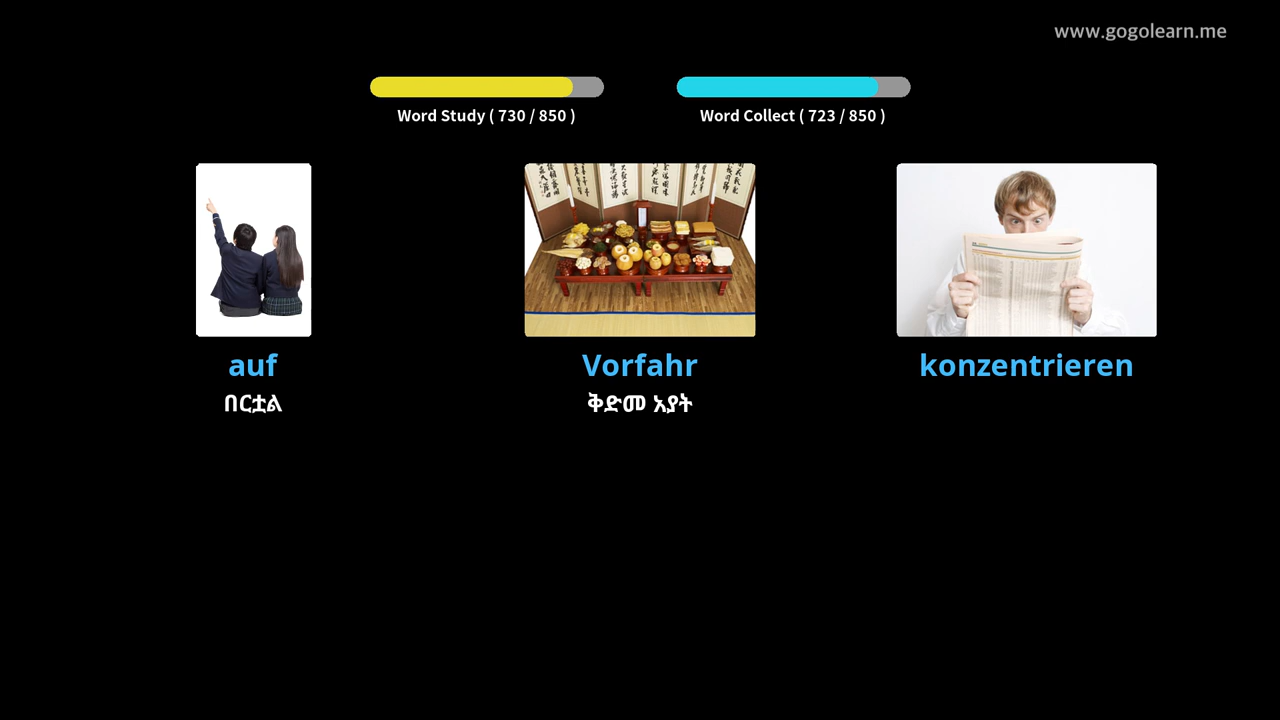 www.gogolearn.me
Word Study ( 730 / 850 )
Word Collect ( 723 / 850 )
auf
Vorfahr
konzentrieren
በርቷል
ቅድመ አያት